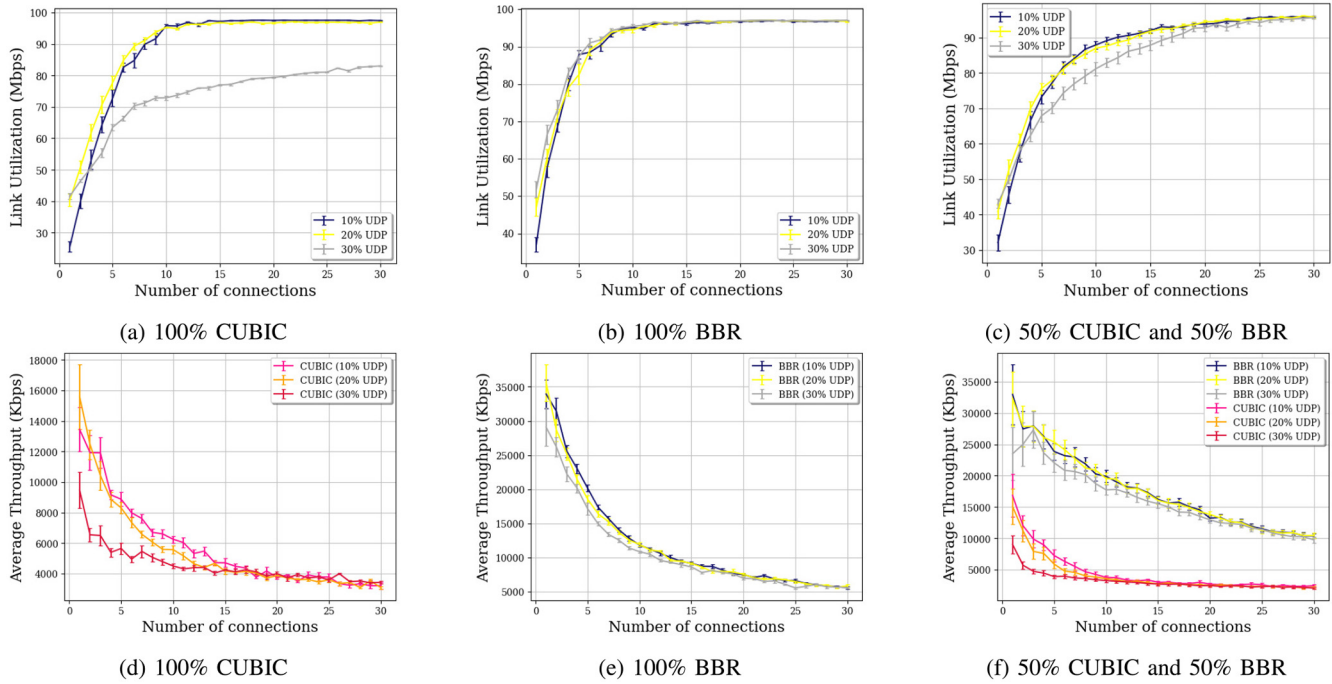 Link Utilization (Mbps)
100
90
80
70
60
50
40
30
0
5
10
15
20
25
30
10% UDP
20% UDP
30% UDP
Number of connections
(a) 100% CUBIC
Link Utilization (Mbps)
100
90
80
70
60
50
40
0
5
10
15
20
25
30
10% UDP
20% UDP
30% UDP
Number of connections
(b) 100% BBR
Link Utilization (Mbps)
90
80
70
60
50
40
30
0
5
10
15
20
25
30
10% UDP
20% UDP
30% UDP
Number of connections
(c) 50% CUBIC and 50% BBR
Average Throughput (Kbps)
18000
16000
14000
12000
10000
8000
6000
4000
0
5
10
15
20
25
30
CUBIC (10% UDP)
CUBIC (20% UDP)
CUBIC (30% UDP)
Number of connections
(d) 100% CUBIC
Average Throughput (Kbps)
35000
30000
25000
20000
15000
10000
5000
0
5
10
15
20
25
30
BBR (10% UDP)
BBR (20% UDP)
BBR (30% UDP)
Number of connections
(e) 100% BBR
Average Throughput (Kbps)
35000
30000
25000
20000
15000
10000
5000
0
5
10
15
20
25
30
BBR (10% UDP)
BBR (20% UDP)
BBR (30% UDP)
CUBIC (10% UDP)
CUBIC (20% UDP)
CUBIC (30% UDP)
Number of connections
(f) 50% CUBIC and 50% BBR